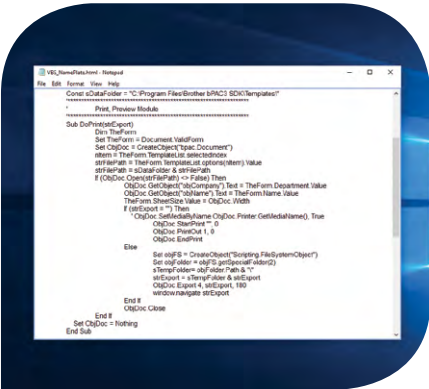 VBS_NamePlate.html - Notepad
File Edit Format View Help
Const sDataFolder = "C:\Program Files\Brother bPAC3 SDK\Templates\"
' Print, Preview Module
Sub DoPrint(strExport)
Dim TheForm
Set TheForm = Document.ValidForm
Set ObjDoc = CreateObject("bpac.Document")
nItem = TheForm.TemplateList.selectedIndex
strFilePath = TheForm.TemplateList.options(nItem).Value
strFilePath = sDataFolder & strFilePath
If (ObjDoc.Open(strFilePath) <> False) Then
ObjDoc.GetObject("objCompany").Text = TheForm.Department.Value
ObjDoc.GetObject("objName").Text = TheForm.Name.Value
TheForm.SheetSize.Value = ObjDoc.Width
If (strExport = "") Then
' ObjDoc.SetMediaByName ObjDoc.Printer.GetMediaName(), True
ObjDoc.StartPrint "", 0
ObjDoc.PrintOut 1, 0
ObjDoc.EndPrint
Else
Set objFS = CreateObject("Scripting.FileSystemObject")
Set objFolder = objFS.getSpecialFolder(2)
sTempFolder= objFolder.Path & "\"
strExport = sTempFolder & strExport
ObjDoc.Export 4, strExport, 180
window.navigate strExport
End If
ObjDoc.Close
End If
Set ObjDoc = Nothing
End Sub